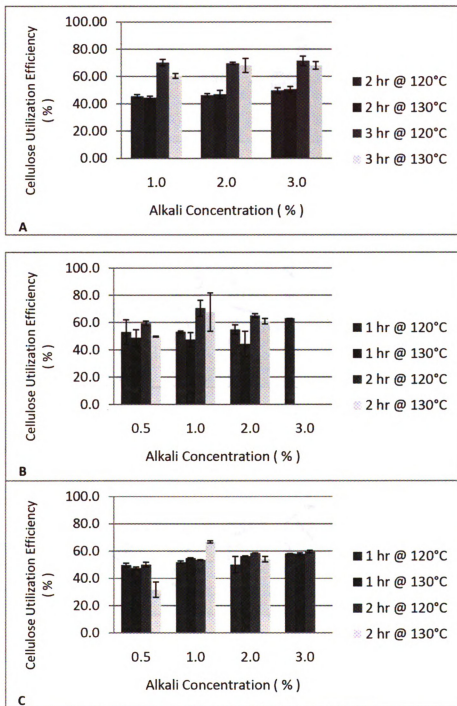 Cellulose Utilization Efficiency
( % )
100.00
80.00
60.00
40.00
20.00
0.00
1.0 2.0 3.0
Alkali Concentration ( % )
2 hr @ 120°C
2 hr @ 130°C
3 hr @ 120°C
3 hr @ 130°C
A
Cellulose Utilization Efficiency
( % )
100.0
80.0
60.0
40.0
20.0
0.0
0.5 1.0 2.0 3.0
Alkali Concentration ( % )
1 hr @ 120°C
1 hr @ 130°C
2 hr @ 120°C
2 hr @ 130°C
B
Cellulose Utilization Efficiency
( % )
100.0
80.0
60.0
40.0
20.0
0.0
0.5 1.0 2.0 3.0
Alkali Concentration ( % )
1 hr @ 120°C
1 hr @ 130°C
2 hr @ 120°C
2 hr @ 130°C
C